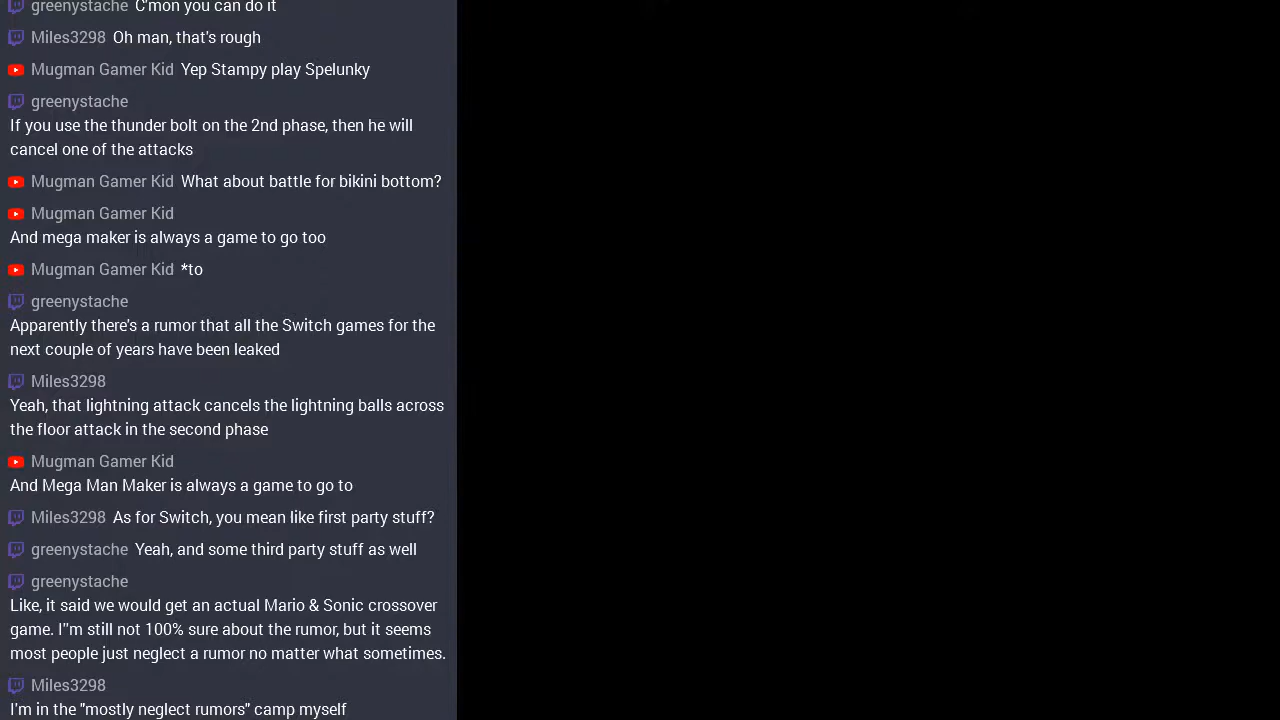 greenystache C'mon you can do it
Miles3298 Oh man, that's rough
Mugman Gamer Kid Yep Stampy play Spelunky
greenystache
If you use the thunder bolt on the 2nd phase, then he will
cancel one of the attacks
Mugman Gamer Kid What about battle for bikini bottom?
Mugman Gamer Kid
And mega maker is always a game to go too
Mugman Gamer Kid *to
greenystache
Apparently there's a rumor that all the Switch games for the
next couple of years have been leaked
Miles3298
Yeah, that lightning attack cancels the lightning balls across
the floor attack in the second phase
Mugman Gamer Kid
And Mega Man Maker is always a game to go to
Miles3298 As for Switch, you mean like first party stuff?
greenystache Yeah, and some third party stuff as well
greenystache
Like, it said we would get an actual Mario & Sonic crossover
game. I"m still not 100% sure about the rumor, but it seems
most people just neglect a rumor no matter what sometimes.
Miles3298
I'm in the "mostly neglect rumors" camp myself